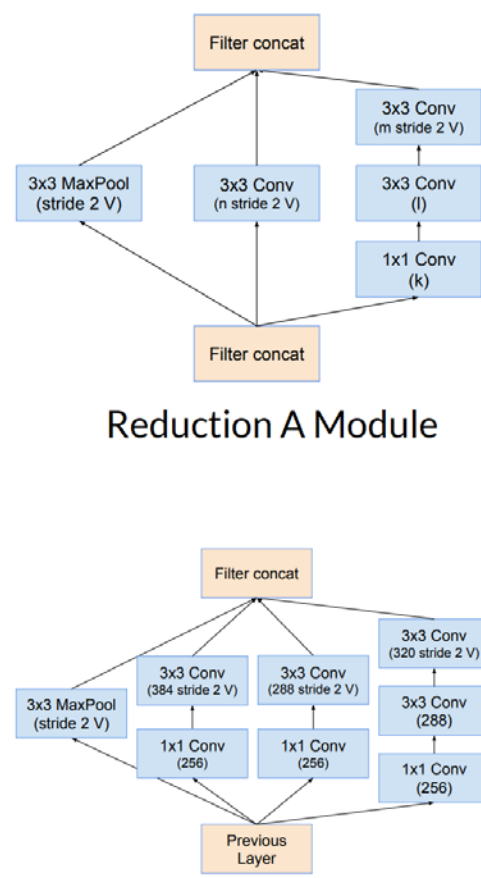 Filter concat
3x3 Conv
(m stride 2 V)
3x3 MaxPool
(stride 2 V)
3x3 Conv
(n stride 2 V)
3x3 Conv
(l)
1x1 Conv
(k)
Filter concat
Reduction A Module
Filter concat
3x3 Conv
(320 stride 2 V)
3x3 MaxPool
(stride 2 V)
3x3 Conv
(384 stride 2 V)
3x3 Conv
(288 stride 2 V)
3x3 Conv
(288)
1x1 Conv
(256)
1x1 Conv
(256)
1x1 Conv
(256)
Previous
Layer